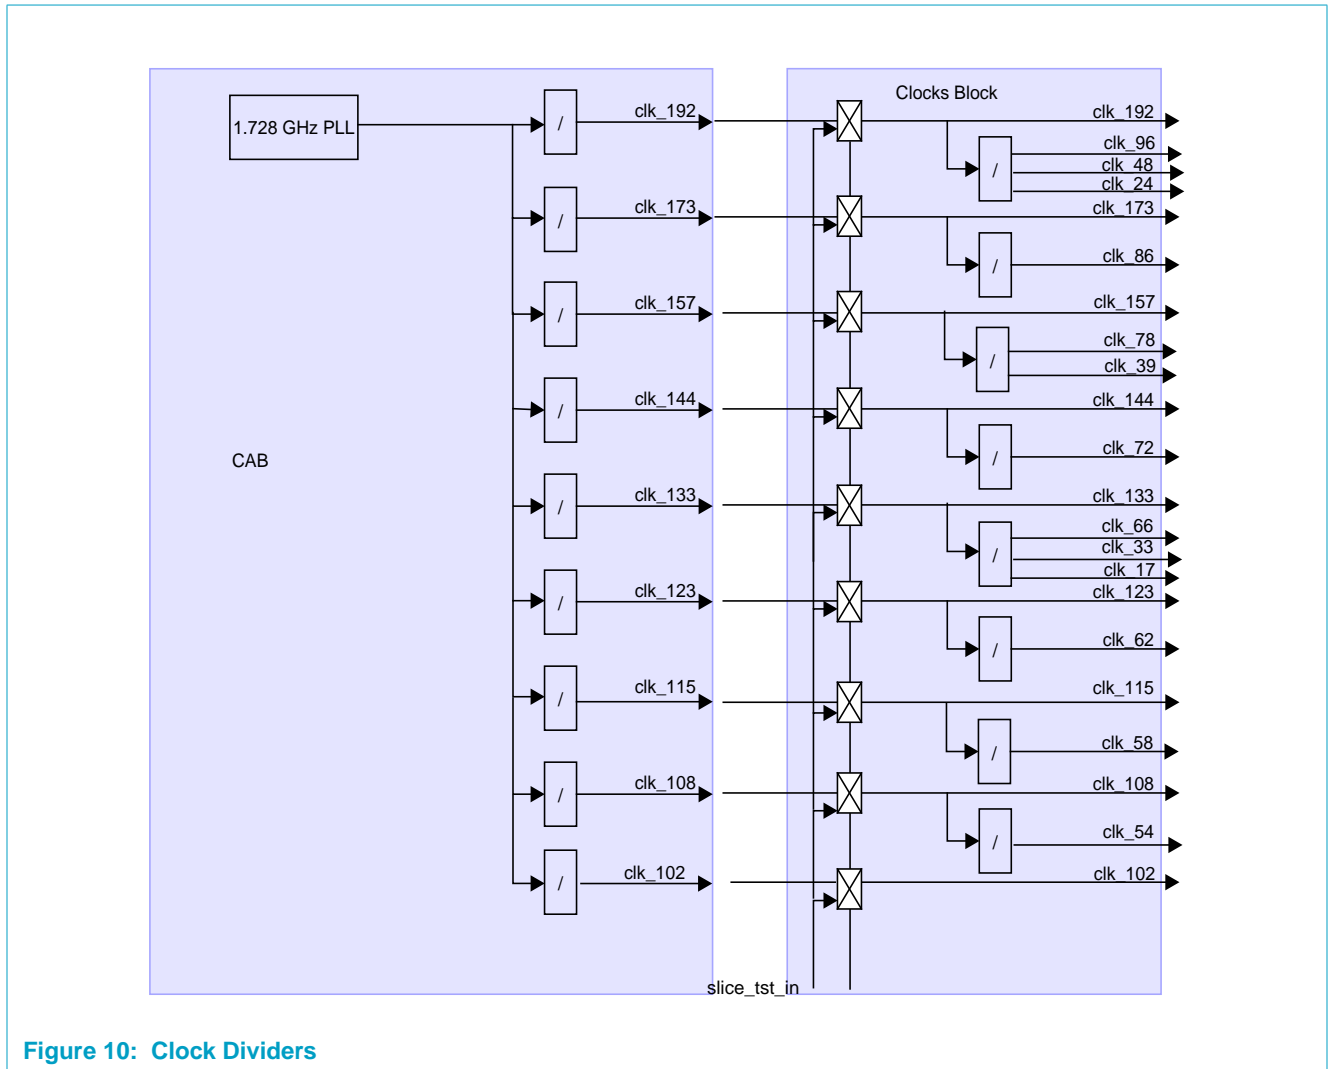 Clocks Block
1.728 GHz PLL
/
clk_192
clk_192
clk_96
/
clk_48
clk_24
/
clk_173
clk_173
/
clk_86
/
clk_157
clk_157
/
clk_78
clk_39
/
clk_144
clk_144
CAB
/
clk_72
/
clk_133
clk_133
clk_66
/
clk_33
clk_17
/
clk_123
clk_123
/
clk_62
/
clk_115
clk_115
/
clk_58
/
clk_108
clk_108
/
clk_54
/
clk_102
clk_102
slice_tst_in
Figure 10: Clock Dividers